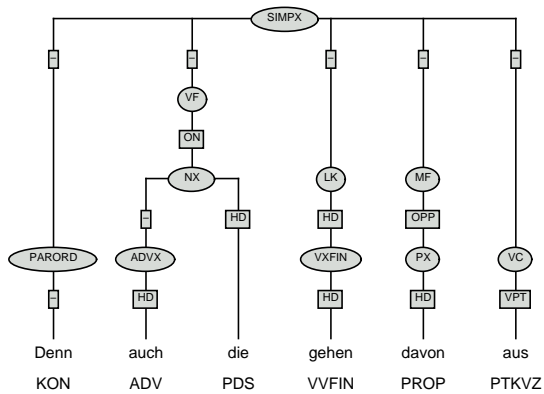 SIMPX
– – – – –
VF
ON
NX LK MF
– HD HD OPP
PARORD ADVX VXFIN PX VC
– HD HD HD VPT
Denn auch die gehen davon aus
KON ADV PDS VVFIN PROP PTKVZ